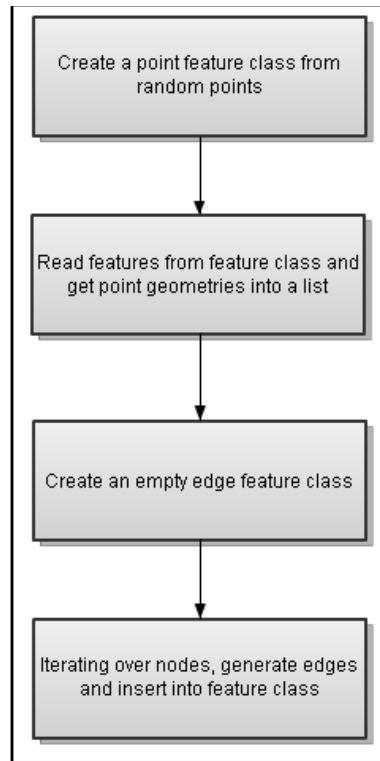 Create a point feature class from
random points
Read features from feature class and
get point geometries into a list
Create an empty edge feature class
Iterating over nodes, generate edges
and insert into feature class